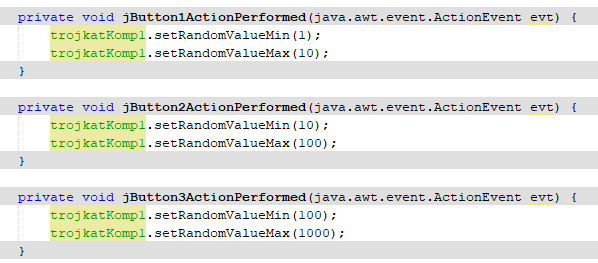 private void jButton1ActionPerformed(java.awt.event.ActionEvent evt) {
trojkatKompl.setRandomValueMin(1);
trojkatKompl.setRandomValueMax(10);
}
private void jButton2ActionPerformed(java.awt.event.ActionEvent evt) {
trojkatKompl.setRandomValueMin(10);
trojkatKompl.setRandomValueMax(100);
}
private void jButton3ActionPerformed(java.awt.event.ActionEvent evt) {
trojkatKompl.setRandomValueMin(100);
trojkatKompl.setRandomValueMax(1000);
}